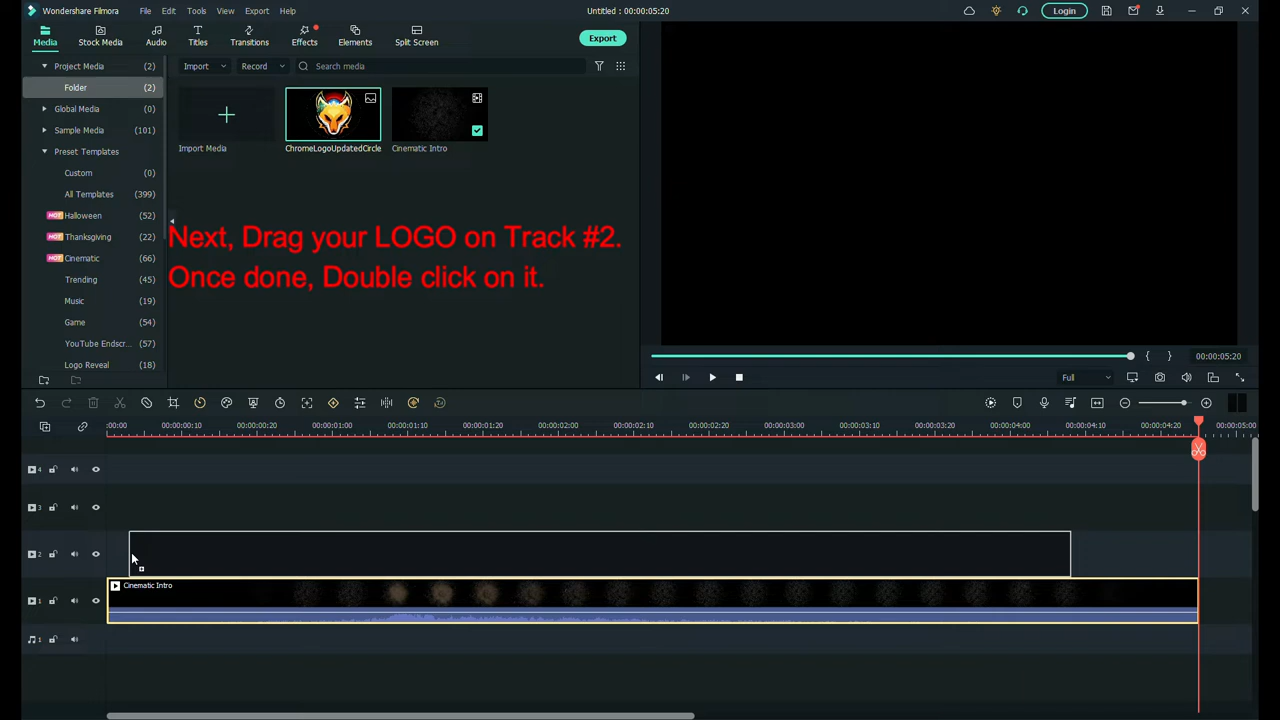 Wondershare Filmora
File Edit Tools View Export Help
Untitled : 00:00:05:20
Login
Media
Stock Media
Audio
Titles
Transitions
Effects
Elements
Split Screen
Export
Project Media (2)
Folder (2)
Global Media (0)
Sample Media (101)
Preset Templates
Custom (0)
All Templates (399)
HOT Halloween (52)
HOT Thanksgiving (22)
HOT Cinematic (66)
Trending (45)
Music (19)
Game (54)
YouTube Endscr... (57)
Logo Reveal (18)
Import
Record
Search media
Import Media
ChromeLogoUpdatedCircle
Cinematic Intro
Next, Drag your LOGO on Track #2.
Once done, Double click on it.
{ }
00:00:05:20
Full
:00:00 00:00:00:10 00:00:00:20 00:00:01:00 00:00:01:10 00:00:01:20 00:00:02:00 00:00:02:10 00:00:02:20 00:00:03:00 00:00:03:10 00:00:03:20 00:00:04:00 00:00:04:10 00:00:04:20 00:00:05:00
4
3
2
1
Cinematic Intro
1